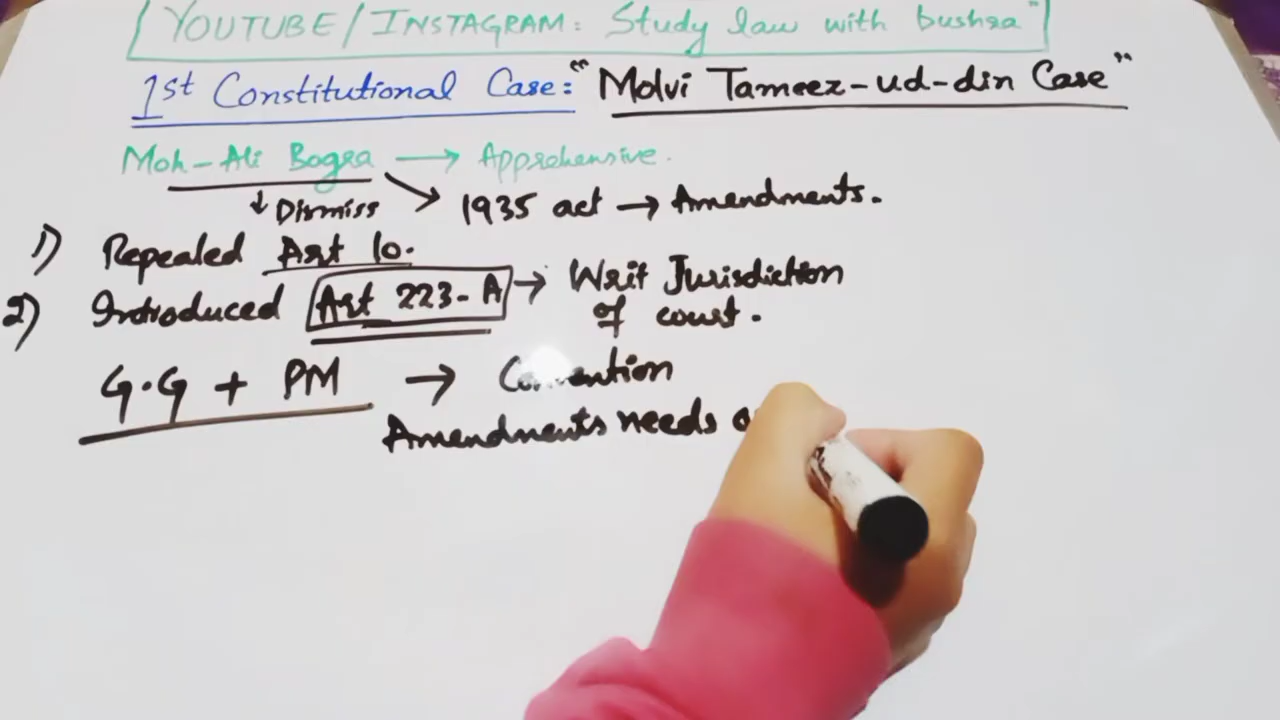 YOUTUBE/INSTAGRAM: Study law with bushra"
1st Constitutional Case: "Molvi Tameez-ud-din Case"
Moh-Ali Bogra → Apprehensive.
↓ Dismiss → 1935 act → Amendments.
1) Repealed Art 10.
2) Introduced Art 223-A → Writ Jurisdiction
of court.
G.G + PM → Convention
Amendments needs